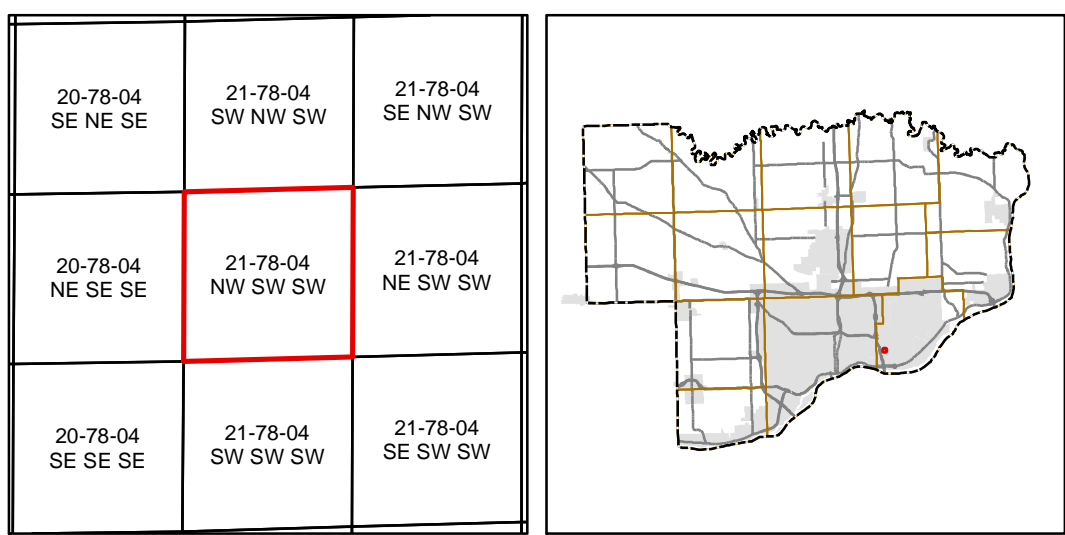 20-78-04
SE NE SE
21-78-04
SW NW SW
21-78-04
SE NW SW
20-78-04
NE SE SE
21-78-04
NW SW SW
21-78-04
NE SW SW
20-78-04
SE SE SE
21-78-04
SW SW SW
21-78-04
SE SW SW